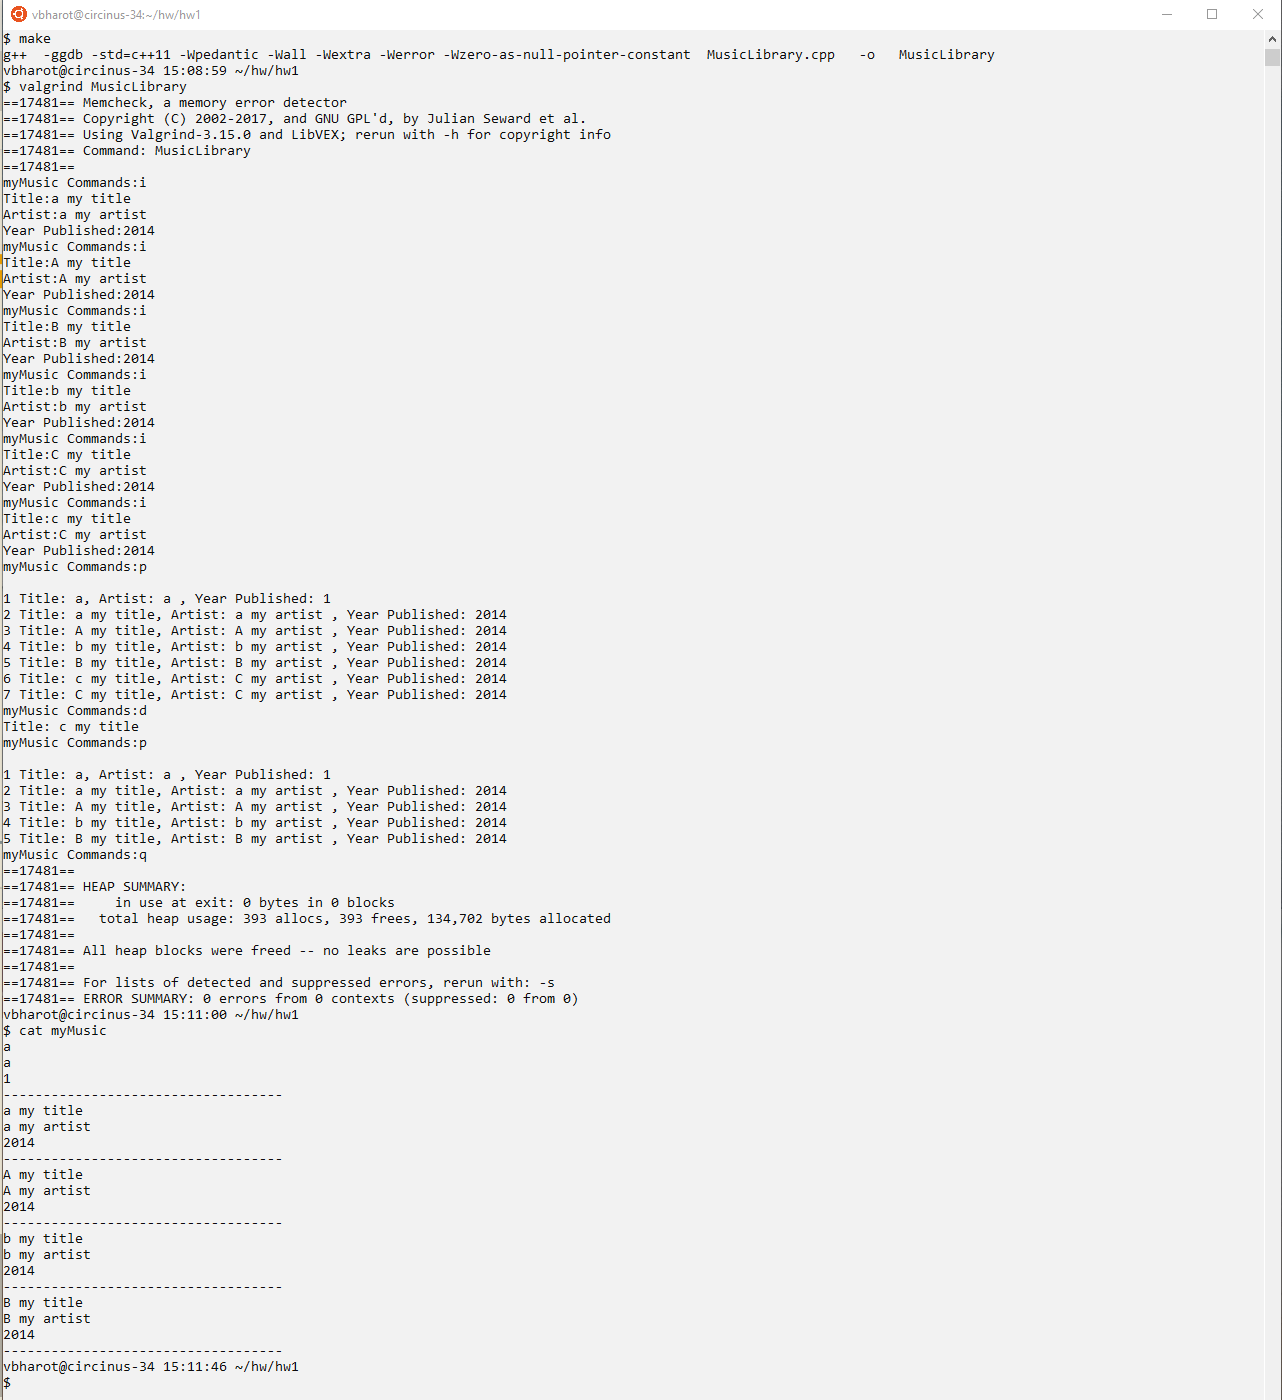 vbharot@circinus-34:~/hw/hw1
$ make
g++  -ggdb -std=c++11 -Wpedantic -Wall -Wextra -Werror -Wzero-as-null-pointer-constant  MusicLibrary.cpp   -o   MusicLibrary
vbharot@circinus-34 15:08:59 ~/hw/hw1
$ valgrind MusicLibrary
==17481== Memcheck, a memory error detector
==17481== Copyright (C) 2002-2017, and GNU GPL'd, by Julian Seward et al.
==17481== Using Valgrind-3.15.0 and LibVEX; rerun with -h for copyright info
==17481== Command: MusicLibrary
==17481==
myMusic Commands:i
Title:a my title
Artist:a my artist
Year Published:2014
myMusic Commands:i
Title:A my title
Artist:A my artist
Year Published:2014
myMusic Commands:i
Title:B my title
Artist:B my artist
Year Published:2014
myMusic Commands:i
Title:b my title
Artist:b my artist
Year Published:2014
myMusic Commands:i
Title:C my title
Artist:C my artist
Year Published:2014
myMusic Commands:i
Title:c my title
Artist:C my artist
Year Published:2014
myMusic Commands:p

1 Title: a, Artist: a , Year Published: 1
2 Title: a my title, Artist: a my artist , Year Published: 2014
3 Title: A my title, Artist: A my artist , Year Published: 2014
4 Title: b my title, Artist: b my artist , Year Published: 2014
5 Title: B my title, Artist: B my artist , Year Published: 2014
6 Title: c my title, Artist: C my artist , Year Published: 2014
7 Title: C my title, Artist: C my artist , Year Published: 2014
myMusic Commands:d
Title: c my title
myMusic Commands:p

1 Title: a, Artist: a , Year Published: 1
2 Title: a my title, Artist: a my artist , Year Published: 2014
3 Title: A my title, Artist: A my artist , Year Published: 2014
4 Title: b my title, Artist: b my artist , Year Published: 2014
5 Title: B my title, Artist: B my artist , Year Published: 2014
myMusic Commands:q
==17481==
==17481== HEAP SUMMARY:
==17481==     in use at exit: 0 bytes in 0 blocks
==17481==   total heap usage: 393 allocs, 393 frees, 134,702 bytes allocated
==17481==
==17481== All heap blocks were freed -- no leaks are possible
==17481==
==17481== For lists of detected and suppressed errors, rerun with: -s
==17481== ERROR SUMMARY: 0 errors from 0 contexts (suppressed: 0 from 0)
vbharot@circinus-34 15:11:00 ~/hw/hw1
$ cat myMusic
a
a
1
-----------------------------------
a my title
a my artist
2014
-----------------------------------
A my title
A my artist
2014
-----------------------------------
b my title
b my artist
2014
-----------------------------------
B my title
B my artist
2014
-----------------------------------
vbharot@circinus-34 15:11:46 ~/hw/hw1
$